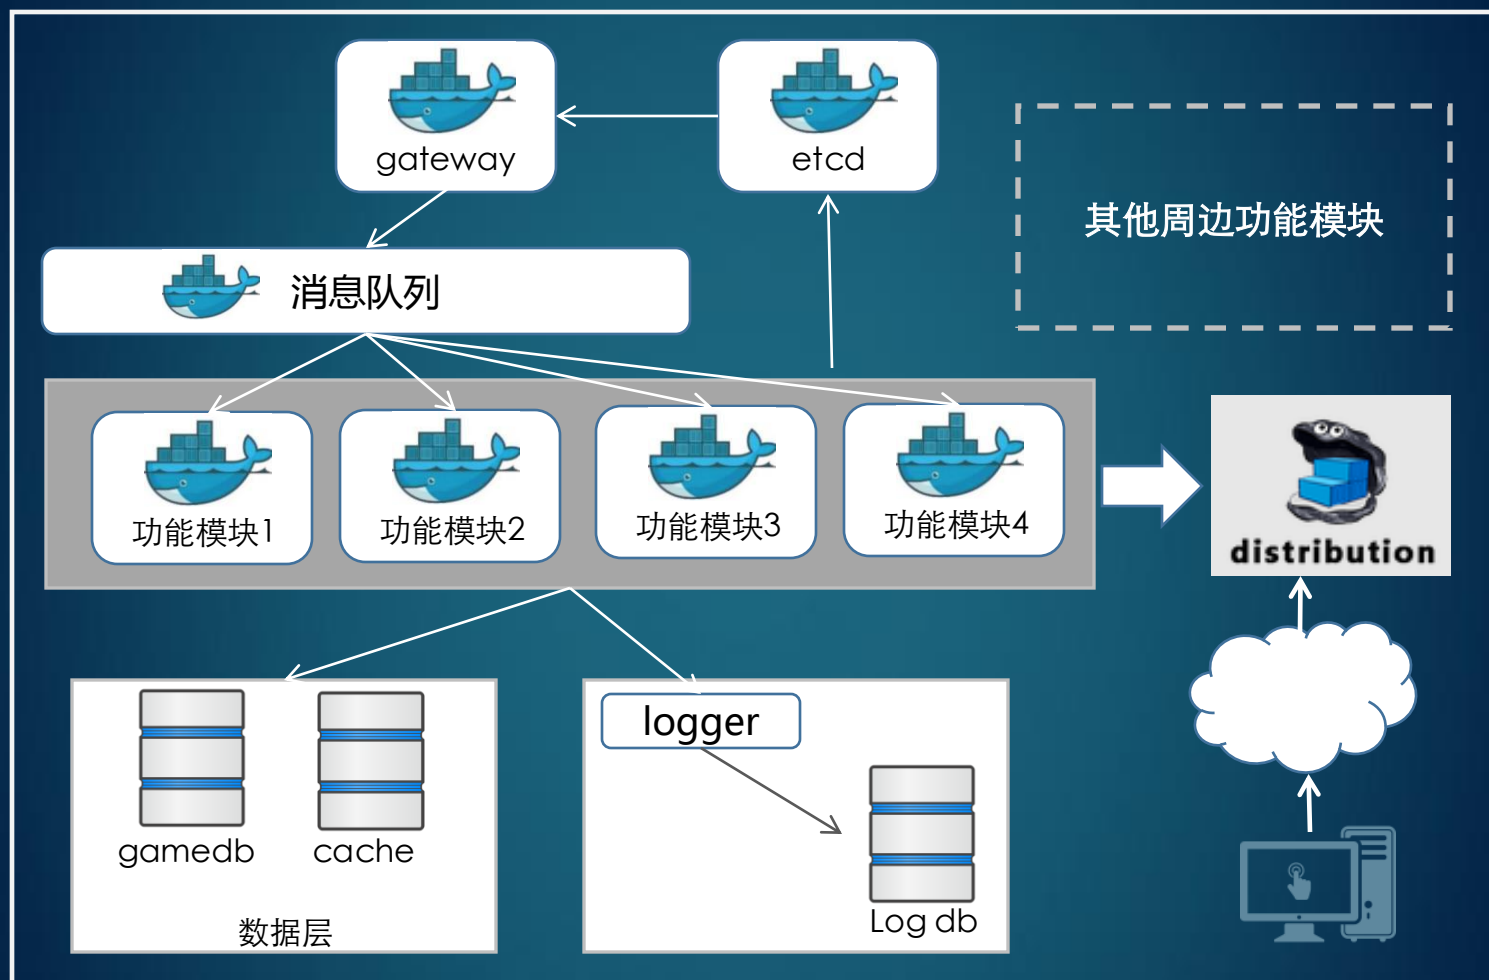 gateway
etcd
其他周边功能模块
消息队列
功能模块1
功能模块2
功能模块3
功能模块4
distribution
logger
gamedb
cache
Log db
数据层